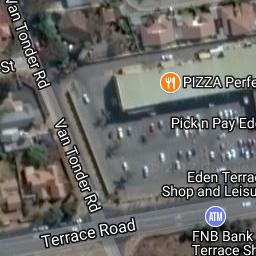 Van Tonder Rd
St
PIZZA Perfe
Pick n Pay Ede
Van Tonder Rd
Eden Terrac
Shop and Leisu
ATM
Terrace Road
FNB Bank
Terrace Sh